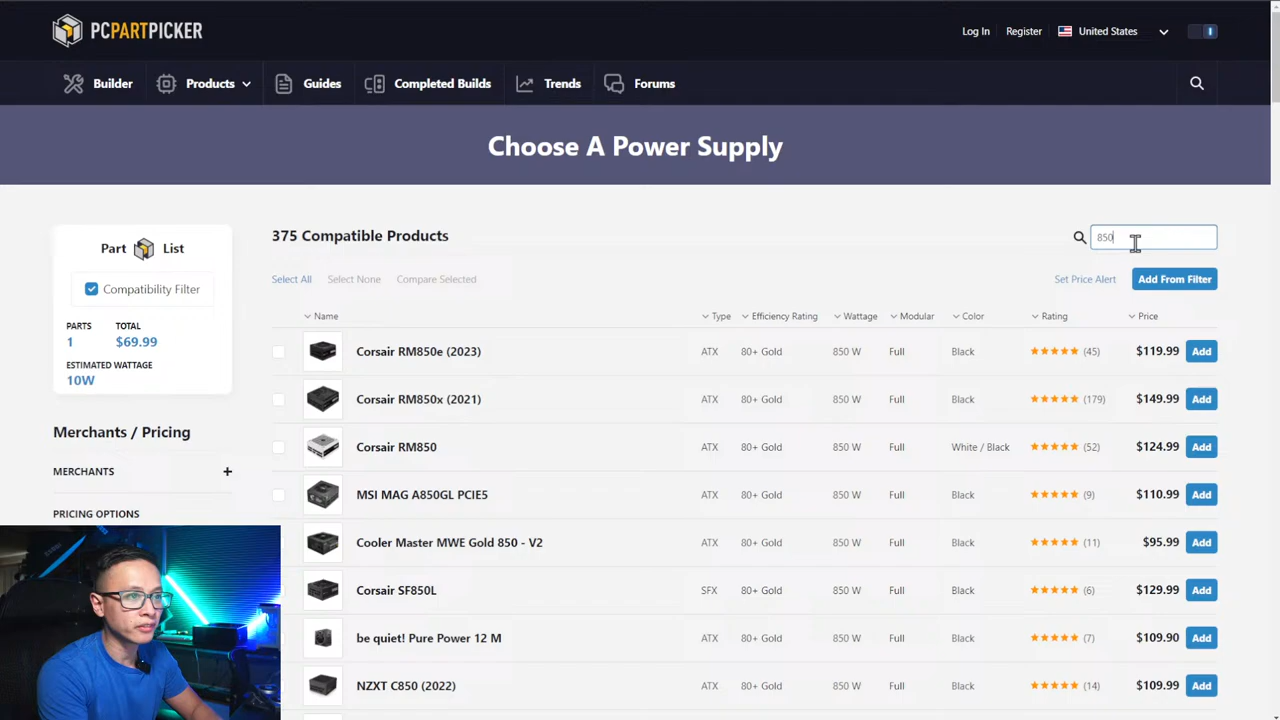 PCPARTPICKER
Log In Register United States
Builder Products Guides Completed Builds Trends Forums
Choose A Power Supply
Part List
Compatibility Filter
PARTS TOTAL
1 $69.99
ESTIMATED WATTAGE
10W
Merchants / Pricing
MERCHANTS +
PRICING OPTIONS
375 Compatible Products 850
Select All Select None Compare Selected Set Price Alert Add From Filter
Name Type Efficiency Rating Wattage Modular Color Rating Price
Corsair RM850e (2023) ATX 80+ Gold 850 W Full Black (45) $119.99 Add
Corsair RM850x (2021) ATX 80+ Gold 850 W Full Black (179) $149.99 Add
Corsair RM850 ATX 80+ Gold 850 W Full White / Black (52) $124.99 Add
MSI MAG A850GL PCIE5 ATX 80+ Gold 850 W Full Black (9) $110.99 Add
Cooler Master MWE Gold 850 - V2 ATX 80+ Gold 850 W Full Black (11) $95.99 Add
Corsair SF850L SFX 80+ Gold 850 W Full Black (6) $129.99 Add
be quiet! Pure Power 12 M ATX 80+ Gold 850 W Full Black (7) $109.90 Add
NZXT C850 (2022) ATX 80+ Gold 850 W Full Black (14) $109.99 Add